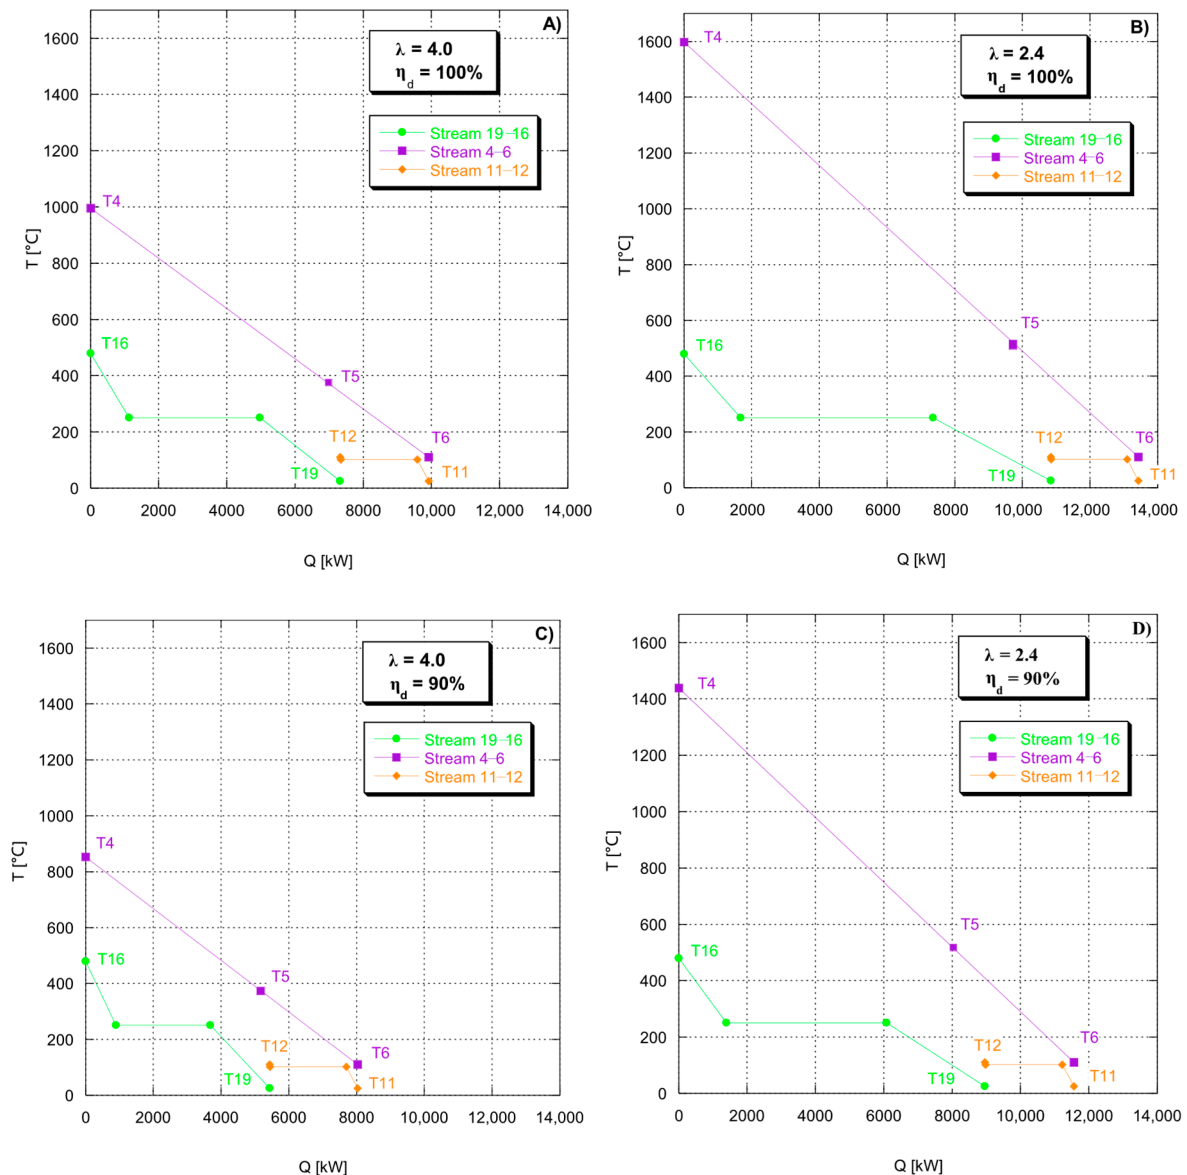 A)
λ = 4.0
η_d = 100%
Stream 19–16
Stream 4–6
Stream 11–12
1600
1400
1200
1000
800
600
400
200
0
T [°C]
T4
T16
T5
T12
T6
T19
T11
0 2000 4000 6000 8000 10,000 12,000 14,000
Q [kW]
B)
λ = 2.4
η_d = 100%
Stream 19–16
Stream 4–6
Stream 11–12
1600
1400
1200
1000
800
600
400
200
0
T [°C]
T4
T5
T16
T12
T6
T19
T11
0 2000 4000 6000 8000 10,000 12,000 14,000
Q [kW]
C)
λ = 4.0
η_d = 90%
Stream 19–16
Stream 4–6
Stream 11–12
1600
1400
1200
1000
800
600
400
200
0
T [°C]
T4
T16
T5
T12
T6
T19
T11
0 2000 4000 6000 8000 10,000 12,000 14,000
Q [kW]
D)
λ = 2.4
η_d = 90%
Stream 19–16
Stream 4–6
Stream 11–12
1600
1400
1200
1000
800
600
400
200
0
T [°C]
T4
T5
T16
T12
T6
T19
T11
0 2000 4000 6000 8000 10,000 12,000 14,000
Q [kW]